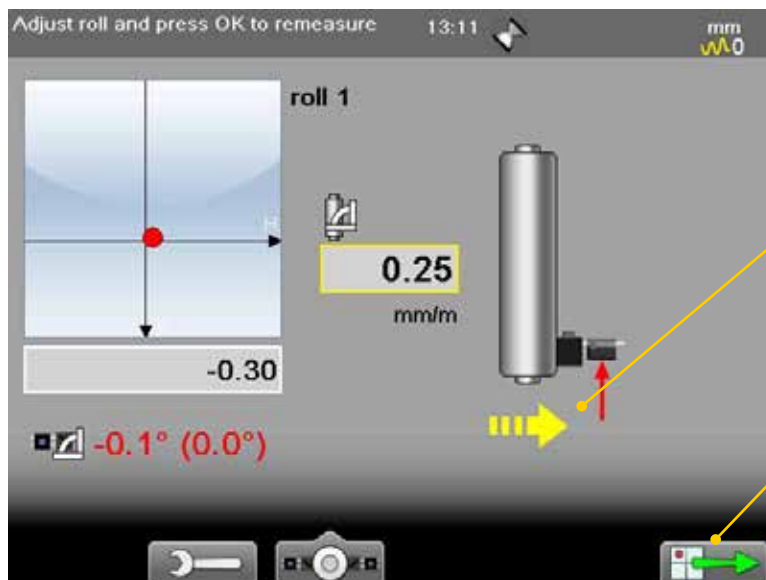 Adjust roll and press OK to remeasure 13:11 mm
0
roll 1
H
0.25
mm/m
-0.30
-0.1° (0.0°)